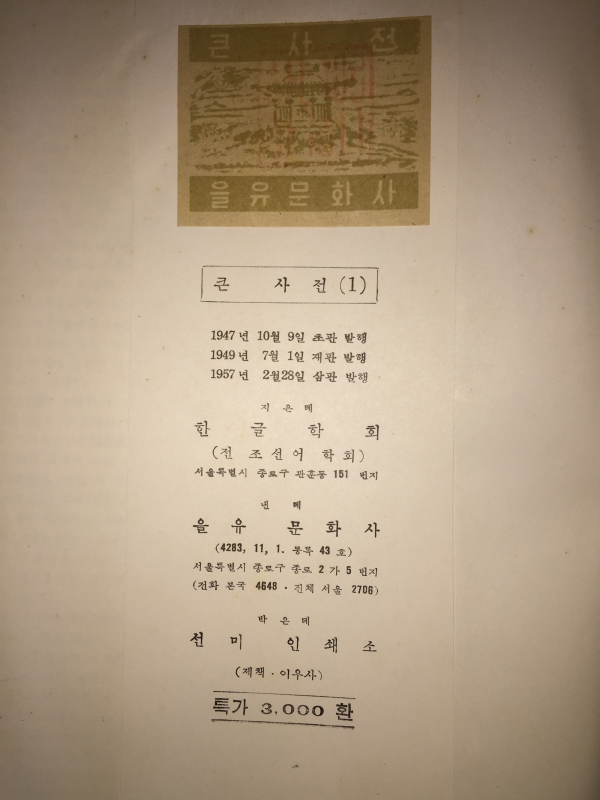 큰 사 전
을유문화사
큰 사 전 (1)
1947년 10월 9일 초판 발행
1949년 7월 1일 재판 발행
1957년 2월28일 삼판 발행
지 은 데
한 글 학 회
(전 조선어 학회)
서울특별시 종로구 관훈동 151 번지
낸 데
을 유 문 화 사
(4283, 11, 1. 등록 43 호)
서울특별시 종로구 종로 2 가 5 번지
(전화 본국 4648 · 진체 서울 2706)
박 은 데
선 미 인 쇄 소
(제책 · 이우사)
특가 3,000 환